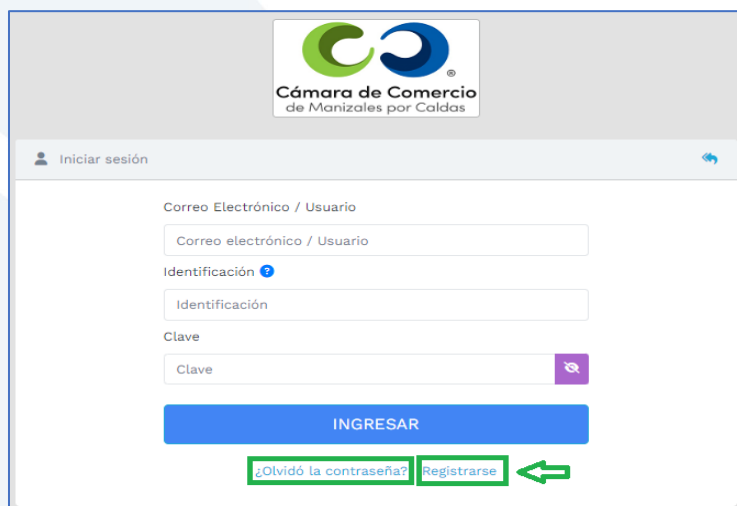 ®
Cámara de Comercio
de Manizales por Caldas
Iniciar sesión
Correo Electrónico / Usuario
Correo electrónico / Usuario
Identificación ?
Identificación
Clave
Clave
INGRESAR
¿Olvidó la contraseña? Registrarse